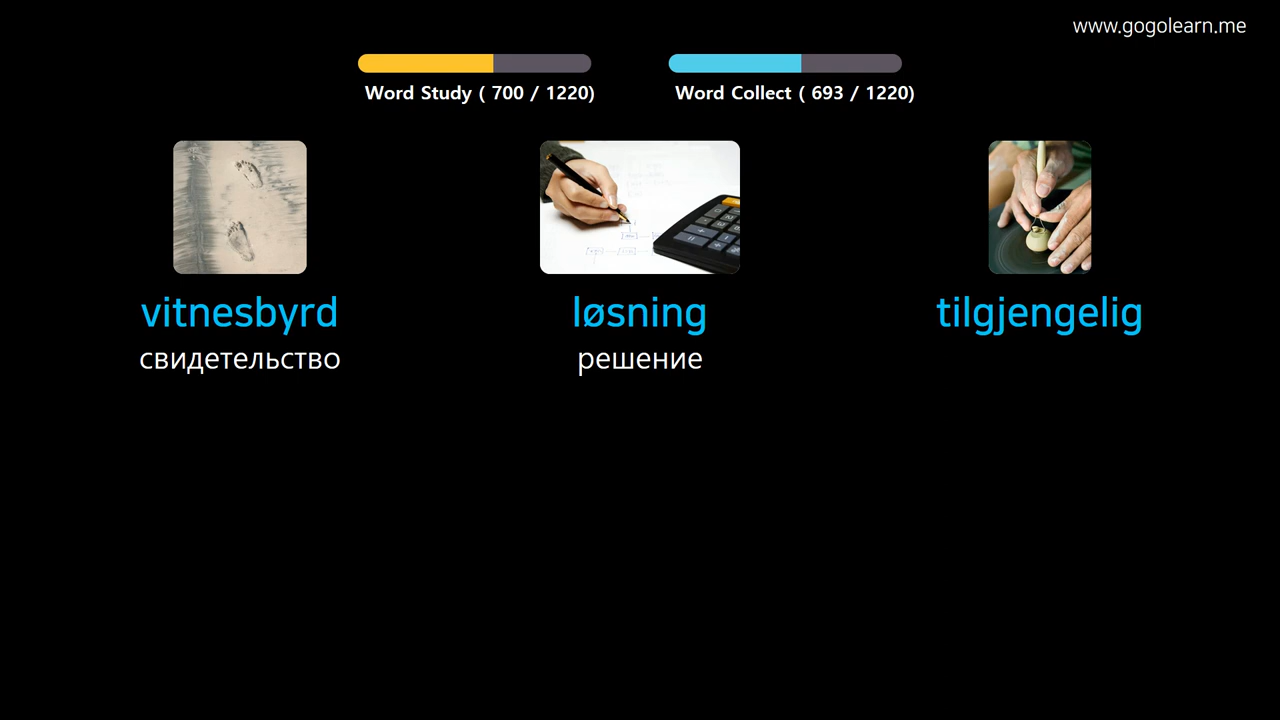 www.gogolearn.me
Word Study ( 700 / 1220)
Word Collect ( 693 / 1220)
vitnesbyrd
løsning
tilgjengelig
свидетельство
решение